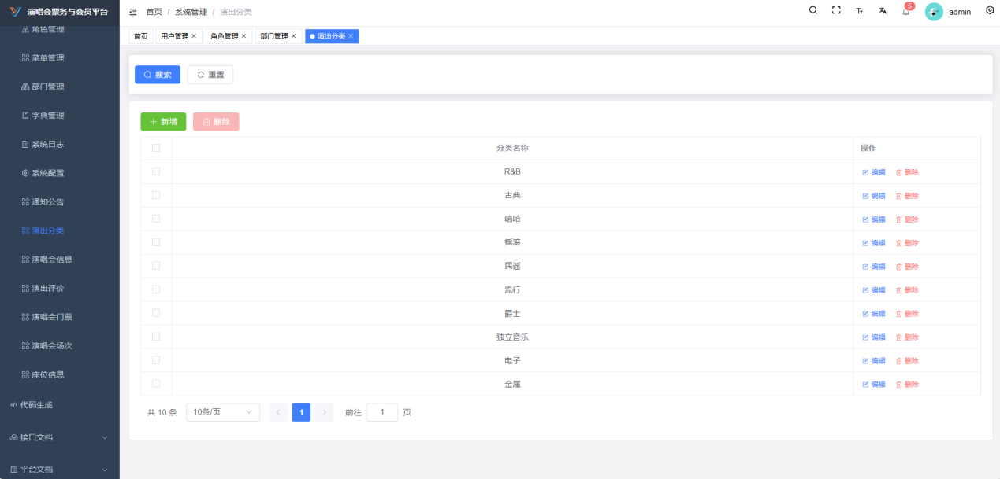 演唱会票务与会员平台
首页 / 系统管理 / 演出分类
5
admin
首页 用户管理 角色管理 部门管理 演出分类
角色管理
菜单管理
部门管理
字典管理
系统日志
系统配置
通知公告
演出分类
演唱会信息
演出评价
演唱会门票
演唱会场次
座位信息
代码生成
接口文档
平台文档
搜索 重置
新增 删除
分类名称 操作
R&B 编辑 删除
古典 编辑 删除
嘻哈 编辑 删除
摇滚 编辑 删除
民谣 编辑 删除
流行 编辑 删除
爵士 编辑 删除
独立音乐 编辑 删除
电子 编辑 删除
金属 编辑 删除
共 10 条 10条/页 1 前往 1 页